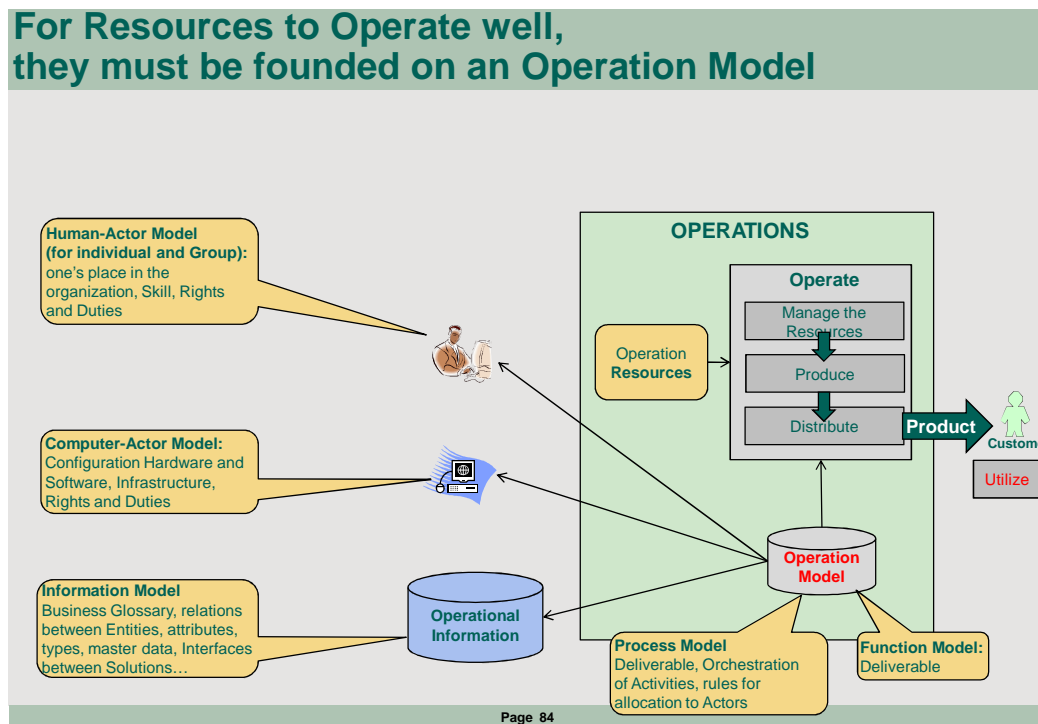 For Resources to Operate well,
they must be founded on an Operation Model
Human-Actor Model
(for individual and Group):
one's place in the
organization, Skill, Rights
and Duties
Computer-Actor Model:
Configuration Hardware and
Software, Infrastructure,
Rights and Duties
Information Model
Business Glossary, relations
between Entities, attributes,
types, master data, Interfaces
between Solutions…
Operational
Information
OPERATIONS
Operate
Manage the
Resources
Produce
Distribute
Operation
Resources
Product
Custome
Utilize
Operation
Model
Process Model
Deliverable, Orchestration
of Activities, rules for
allocation to Actors
Function Model:
Deliverable
Page 84